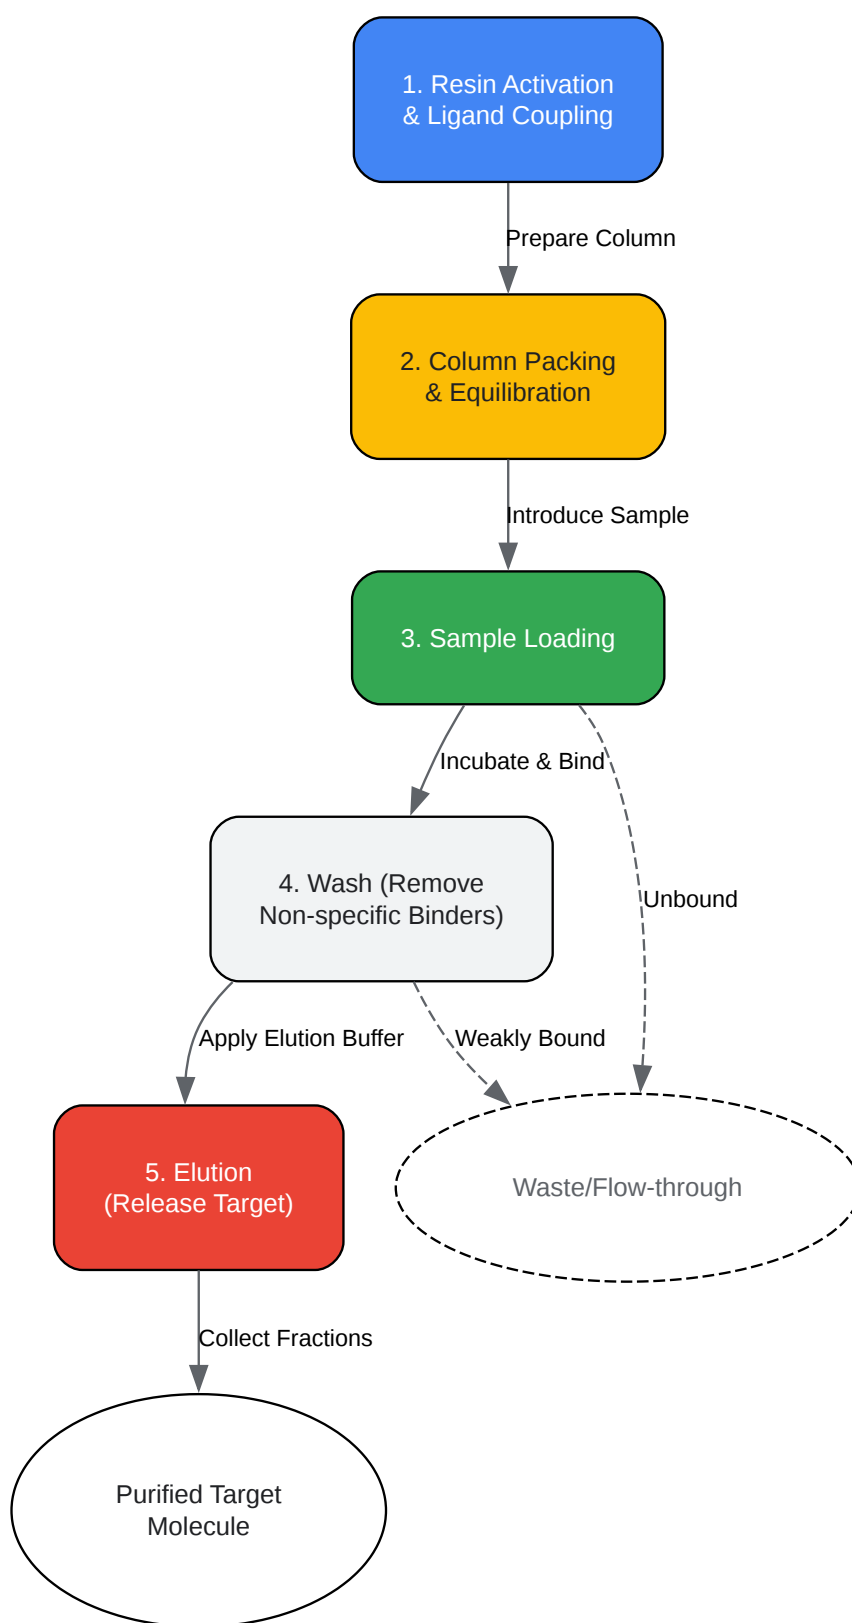 1. Resin Activation
& Ligand Coupling
Prepare Column
2. Column Packing
& Equilibration
Introduce Sample
3. Sample Loading
Incubate & Bind
4. Wash (Remove
Non-specific Binders)
Unbound
Apply Elution Buffer
Weakly Bound
5. Elution
(Release Target)
Waste/Flow-through
Collect Fractions
Purified Target
Molecule